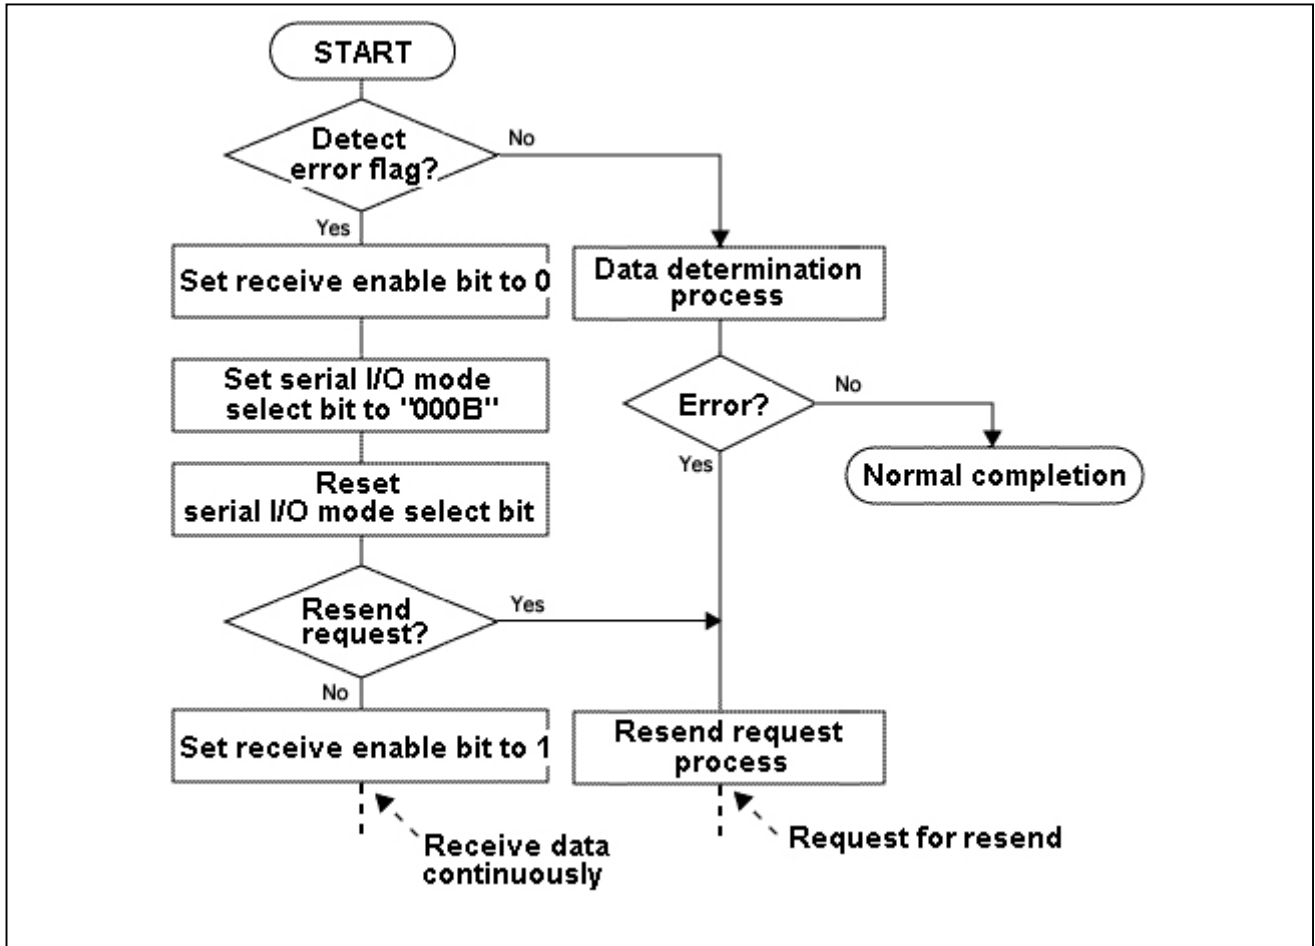 START
Detect
error flag?
No
Yes
Set receive enable bit to 0
Data determination
process
Set serial I/O mode
select bit to "000B"
Error?
No
Yes
Normal completion
Reset
serial I/O mode select bit
Resend
request?
Yes
No
Set receive enable bit to 1
Resend request
process
Receive data
continuously
Request for resend